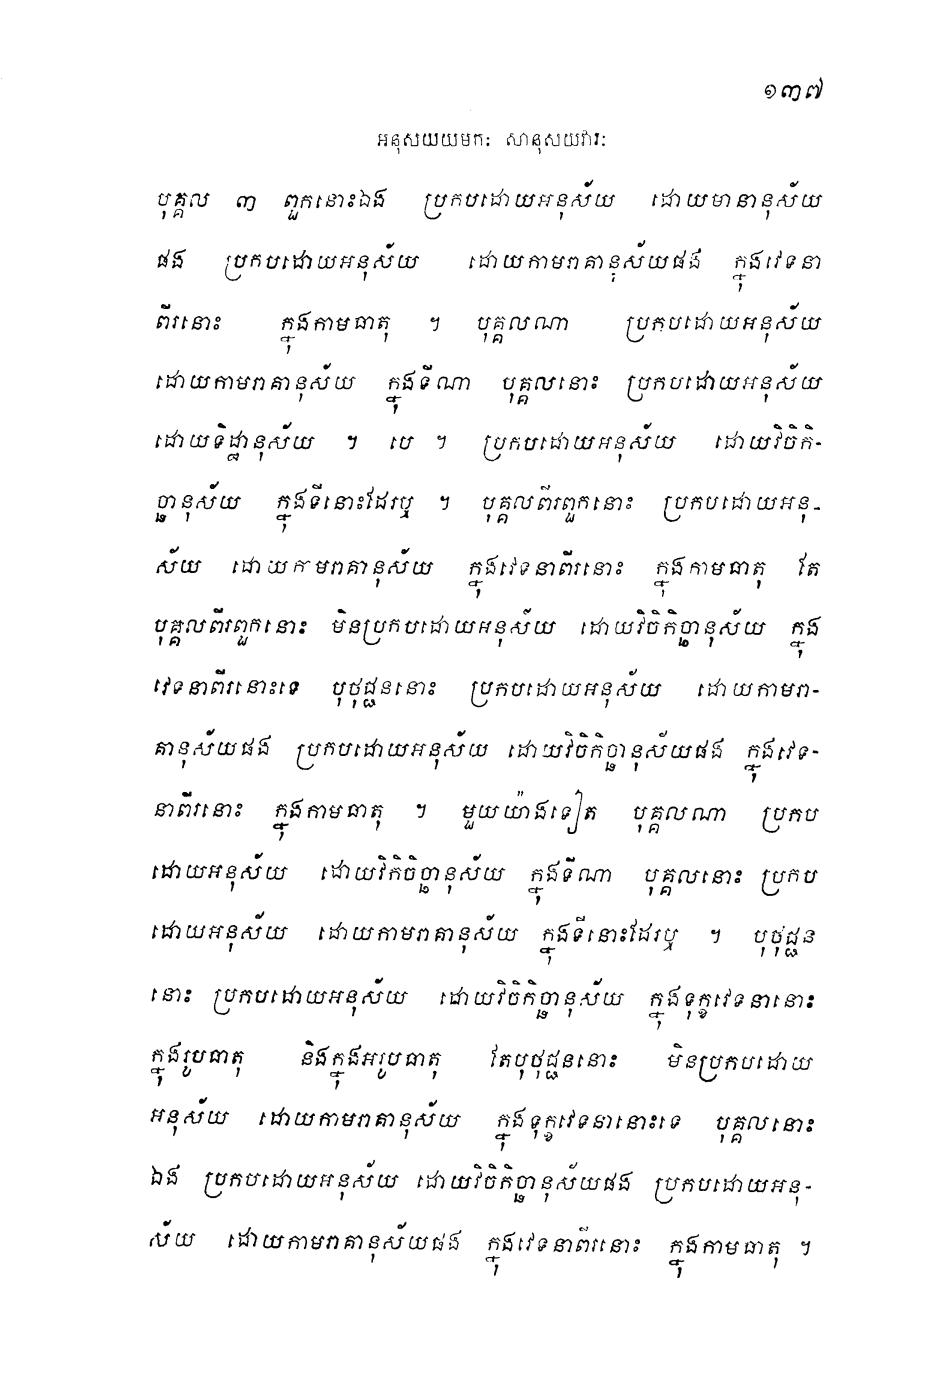 ១៣៧
អនុសយយមកៈ សានុសយវារៈ
បុគ្គល ៣ ពួកនោះឯង ប្រកបដោយអនុស័យ ដោយមានានុស័យ
ផង ប្រកបដោយអនុស័យ ដោយកាមរាគានុស័យផង ក្នុងវេទនា
ពីរនោះ ក្នុងកាមធាតុ ។ បុគ្គលណា ប្រកបដោយអនុស័យ
ដោយកាមរាគានុស័យ ក្នុងទីណា បុគ្គលនោះ ប្រកបដោយអនុស័យ
ដោយទិដ្ឋានុស័យ ។ បេ ។ ប្រកបដោយអនុស័យ ដោយវិចិកិ-
ច្ឆានុស័យ ក្នុងទីនោះដែរឬ ។ បុគ្គលពីរពួកនោះ ប្រកបដោយអនុ-
ស័យ ដោយកាមរាគានុស័យ ក្នុងវេទនាពីរនោះ ក្នុងកាមធាតុ តែ
បុគ្គលពីរពួកនោះ មិនប្រកបដោយអនុស័យ ដោយវិចិកិច្ឆានុស័យ ក្នុង
វេទនាពីរនោះទេ បុថុជ្ជននោះ ប្រកបដោយអនុស័យ ដោយកាមរា-
គានុស័យផង ប្រកបដោយអនុស័យ ដោយវិចិកិច្ឆានុស័យផង ក្នុងវេទ-
នាពីរនោះ ក្នុងកាមធាតុ ។ មួយយ៉ាងទៀត បុគ្គលណា ប្រកប
ដោយអនុស័យ ដោយវិកិចិច្ឆានុស័យ ក្នុងទីណា បុគ្គលនោះ ប្រកប
ដោយអនុស័យ ដោយកាមរាគានុស័យ ក្នុងទីនោះដែរឬ ។ បុថុជ្ជន
នោះ ប្រកបដោយអនុស័យ ដោយវិចិកិច្ឆានុស័យ ក្នុងទុក្ខវេទនានោះ
ក្នុងរូបធាតុ និងក្នុងអរូបធាតុ តែបុថុជ្ជននោះ មិនប្រកបដោយ
អនុស័យ ដោយកាមរាគានុស័យ ក្នុងទុក្ខវេទនានោះទេ បុគ្គលនោះ
ឯង ប្រកបដោយអនុស័យ ដោយវិចិកិច្ឆានុស័យផង ប្រកបដោយអនុ-
ស័យ ដោយកាមរាគានុស័យផង ក្នុងវេទនាពីរនោះ ក្នុងកាមធាតុ ។